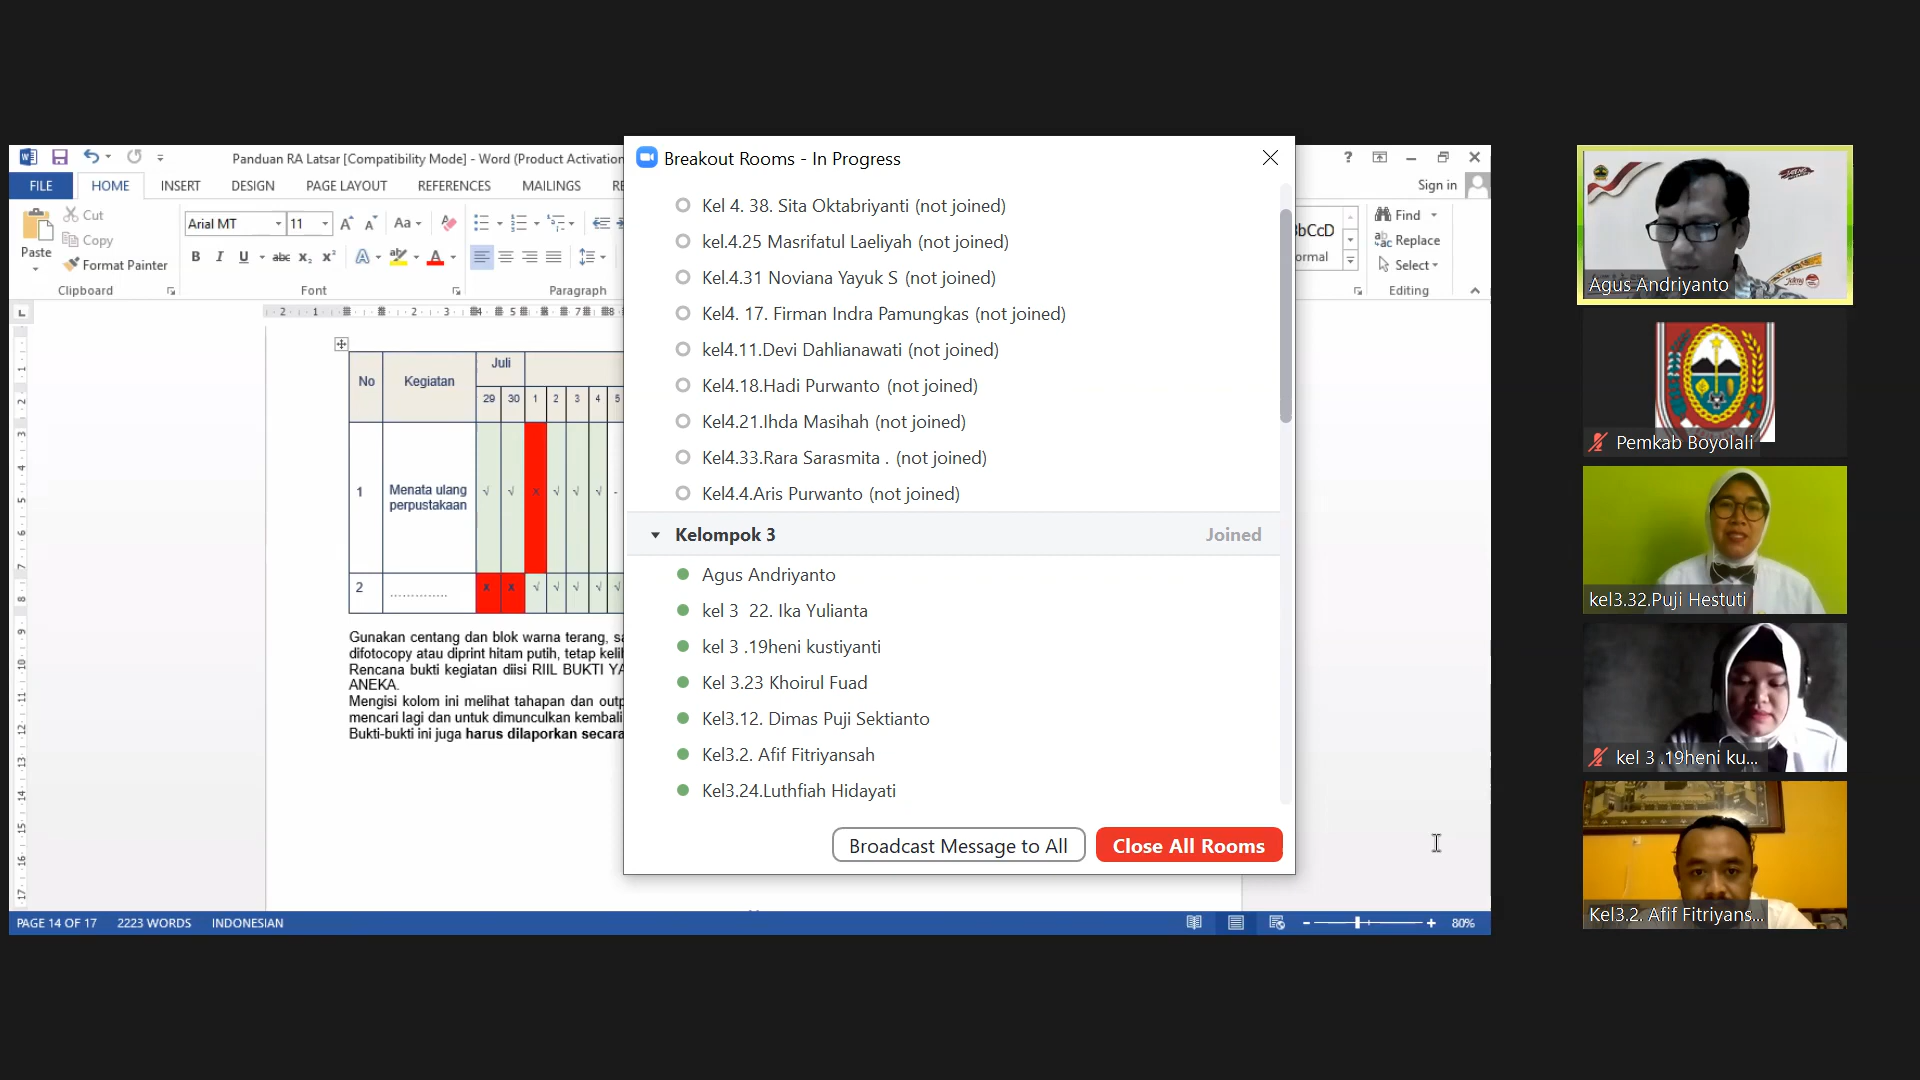 Panduan RA Latsar [Compatibility Mode] - Word (Product Activation
FILE HOME INSERT DESIGN PAGE LAYOUT REFERENCES MAILINGS RE
Sign in
Paste
Cut
Copy
Format Painter
Clipboard
Arial MT 11
Font
Paragraph
bCcD
ormal
Find
Replace
Select
Editing
No Kegiatan Juli
29 30 1 2 3 4 5
1 Menata ulang perpustakaan √ √ x √ √ √ -
2 .............. x x √ √ √ √ √
Gunakan centang dan blok warna terang, sa
difotocopy atau diprint hitam putih, tetap kelih
Rencana bukti kegiatan diisi RIIL BUKTI YA
ANEKA.
Mengisi kolom ini melihat tahapan dan outp
mencari lagi dan untuk dimunculkan kembali
Bukti-bukti ini juga harus dilaporkan secara
PAGE 14 OF 17 2223 WORDS INDONESIAN
80%
Breakout Rooms - In Progress
Kel 4. 38. Sita Oktabriyanti (not joined)
kel.4.25 Masrifatul Laeliyah (not joined)
Kel.4.31 Noviana Yayuk S (not joined)
Kel4. 17. Firman Indra Pamungkas (not joined)
kel4.11.Devi Dahlianawati (not joined)
Kel4.18.Hadi Purwanto (not joined)
Kel4.21.Ihda Masihah (not joined)
Kel4.33.Rara Sarasmita . (not joined)
Kel4.4.Aris Purwanto (not joined)
Kelompok 3 Joined
Agus Andriyanto
kel 3 22. Ika Yulianta
kel 3 .19heni kustiyanti
Kel 3.23 Khoirul Fuad
Kel3.12. Dimas Puji Sektianto
Kel3.2. Afif Fitriyansah
Kel3.24.Luthfiah Hidayati
Broadcast Message to All
Close All Rooms
Agus Andriyanto
Pemkab Boyolali
kel3.32.Puji Hestuti
kel 3 .19heni ku...
Kel3.2. Afif Fitriyans...